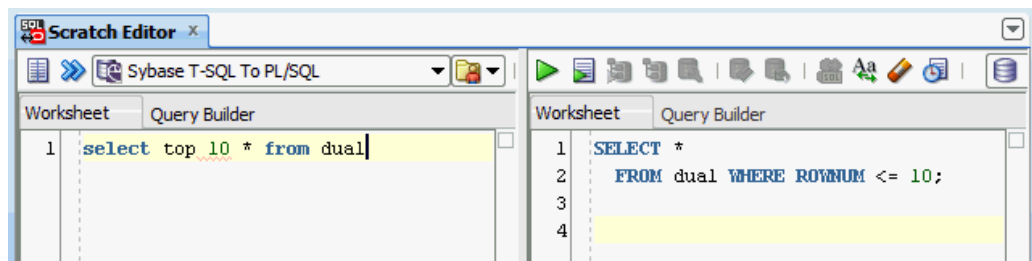 Scratch Editor
Sybase T-SQL To PL/SQL
Worksheet Query Builder
1 select top 10 * from dual
Worksheet Query Builder
1 SELECT *
2 FROM dual WHERE ROWNUM <= 10;
3
4